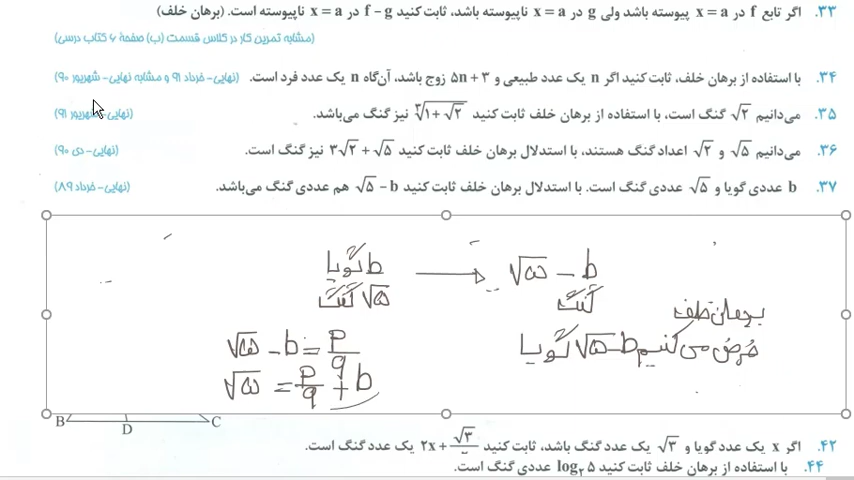 ۳۳. اگر تابع f در x = a پیوسته باشد ولی g در x = a ناپیوسته باشد، ثابت کنید f − g در x = a ناپیوسته است. (برهان خلف)
(مشابه تمرین کار در کلاس قسمت (ب) صفحهٔ ۶ کتاب درسی)
۳۴. با استفاده از برهان خلف، ثابت کنید اگر n یک عدد طبیعی و ۵n + ۳ زوج باشد، آن‌گاه n یک عدد فرد است. (نهایی- خرداد ۹۱ و مشابه نهایی- شهریور ۹۰)
۳۵. می‌دانیم √۲ گنگ است، با استفاده از برهان خلف ثابت کنید ∛(۱+√۲) نیز گنگ می‌باشد. (نهایی- شهریور ۹۱)
۳۶. می‌دانیم √۵ و √۲ اعداد گنگ هستند، با استدلال برهان خلف ثابت کنید ۳√۲ + √۵ نیز گنگ است. (نهایی- دی ۹۰)
۳۷. b عددی گویا و √۵ عددی گنگ است. با استدلال برهان خلف ثابت کنید √۵ − b هم عددی گنگ می‌باشد. (نهایی- خرداد ۸۹)
b گویا → √۵ − b
√۵ گنگ گنگ
برهان خلف
فرض می‌کنیم √۵−b گویا
√۵ − b = p/q
√۵ = p/q + b
B D C
۴۲. اگر x یک عدد گویا و √۳ یک عدد گنگ باشد، ثابت کنید ۲x + √۳ یک عدد گنگ است.
۴۴. با استفاده از برهان خلف ثابت کنید log₂ ۵ عددی گنگ است.